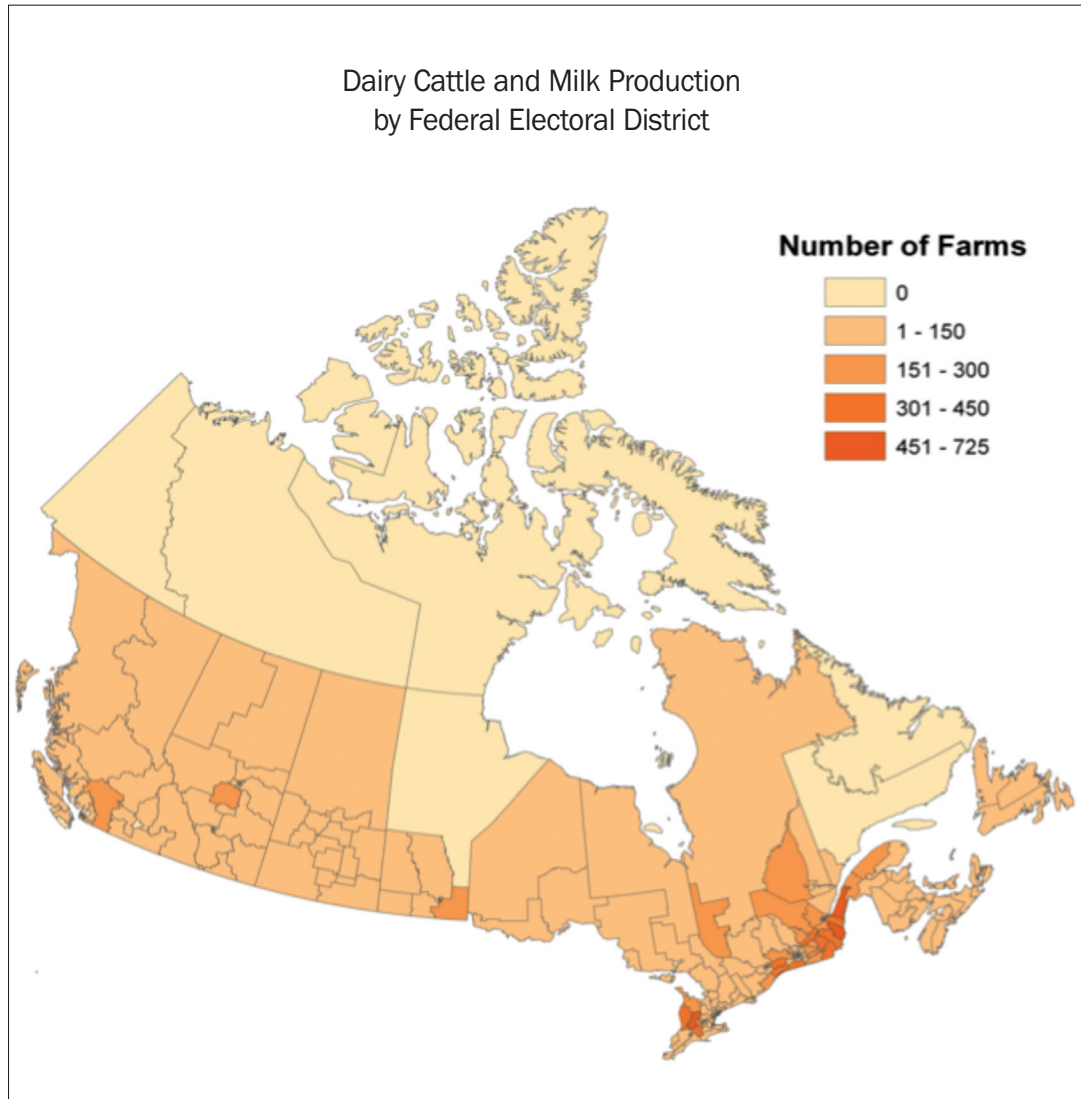 Dairy Cattle and Milk Production
by Federal Electoral District
Number of Farms
0
1 - 150
151 - 300
301 - 450
451 - 725